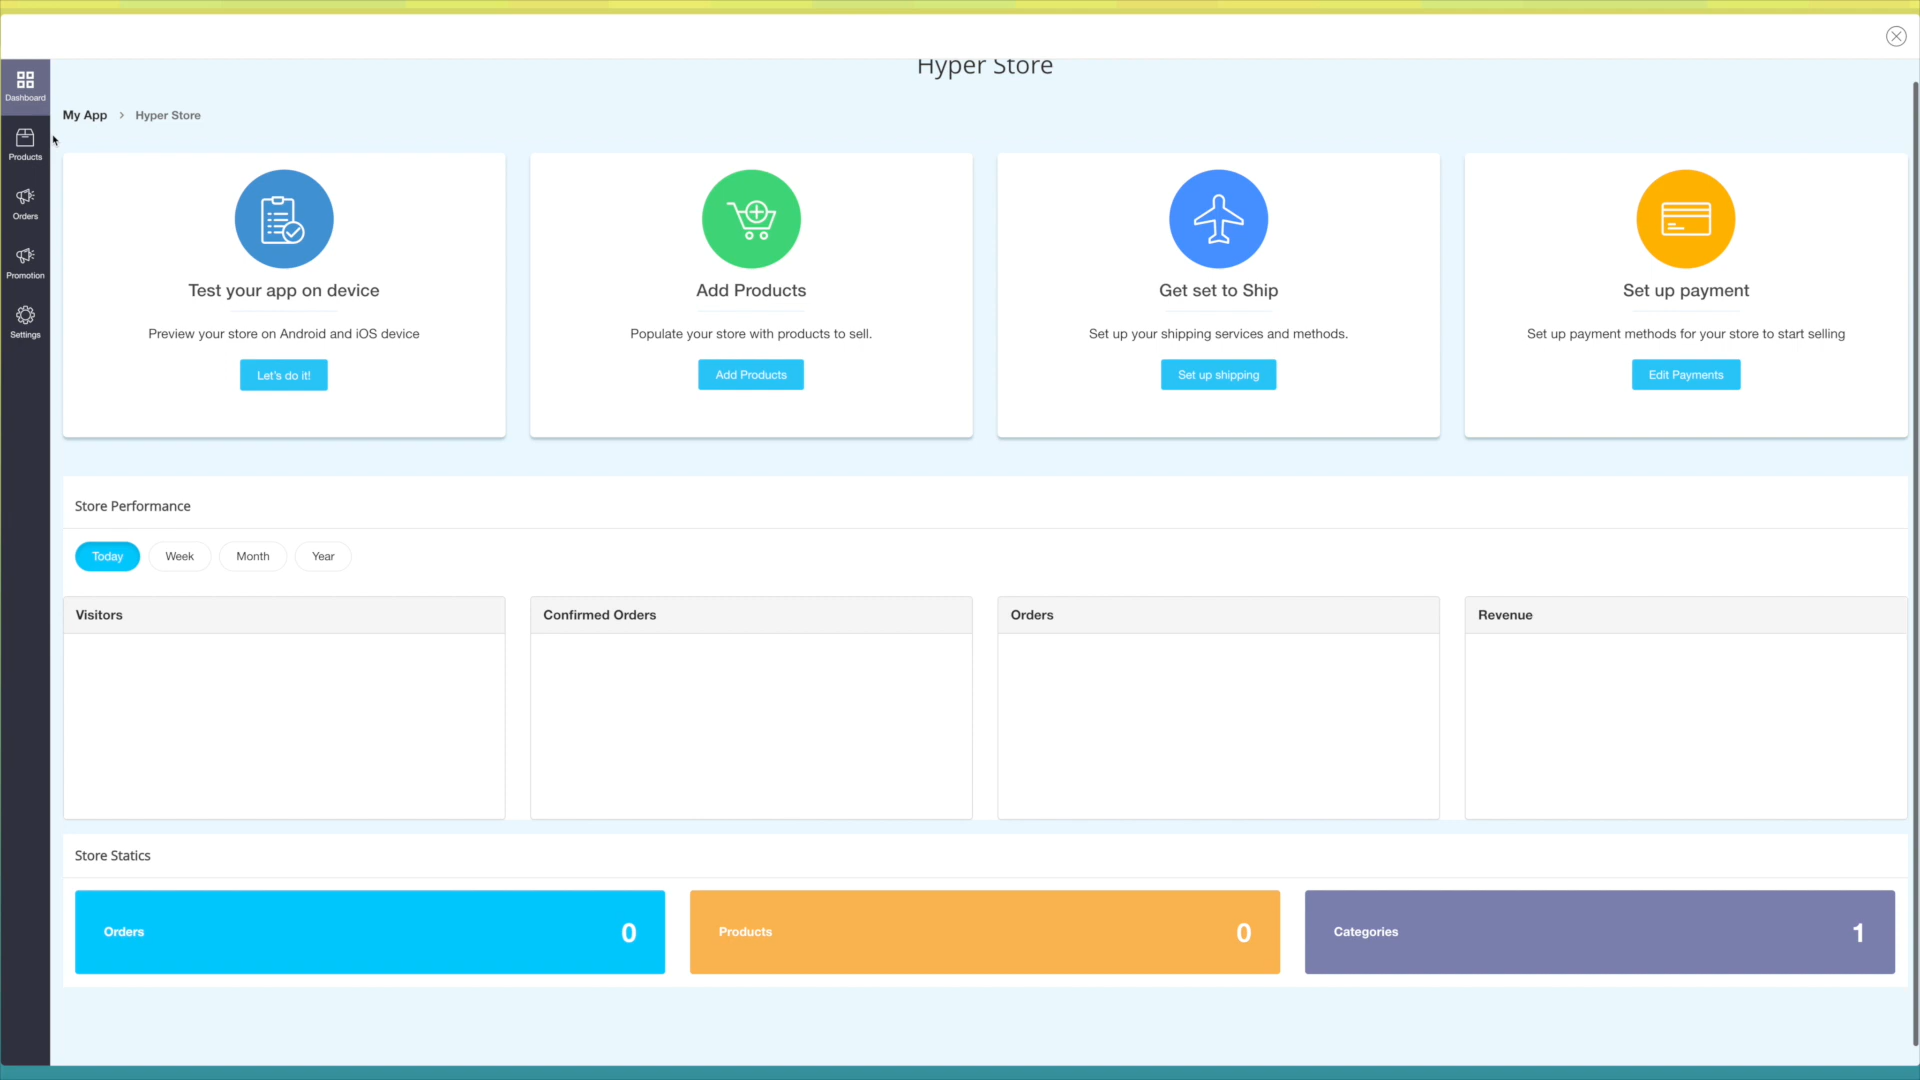 Hyper Store
Dashboard
My App > Hyper Store
Products
Orders
Promotion
Settings
Test your app on device
Preview your store on Android and iOS device
Let's do it!
Add Products
Populate your store with products to sell.
Add Products
Get set to Ship
Set up your shipping services and methods.
Set up shipping
Set up payment
Set up payment methods for your store to start selling
Edit Payments
Store Performance
Today Week Month Year
Visitors
Confirmed Orders
Orders
Revenue
Store Statics
Orders 0
Products 0
Categories 1